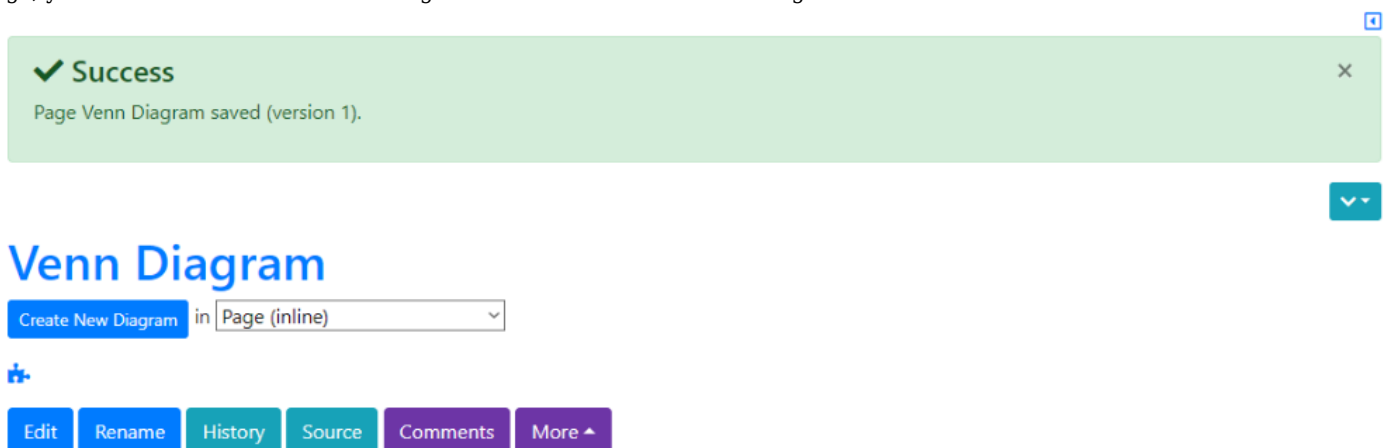 Success
Page Venn Diagram saved (version 1).
Venn Diagram
Create New Diagram in Page (inline)
Edit Rename History Source Comments More